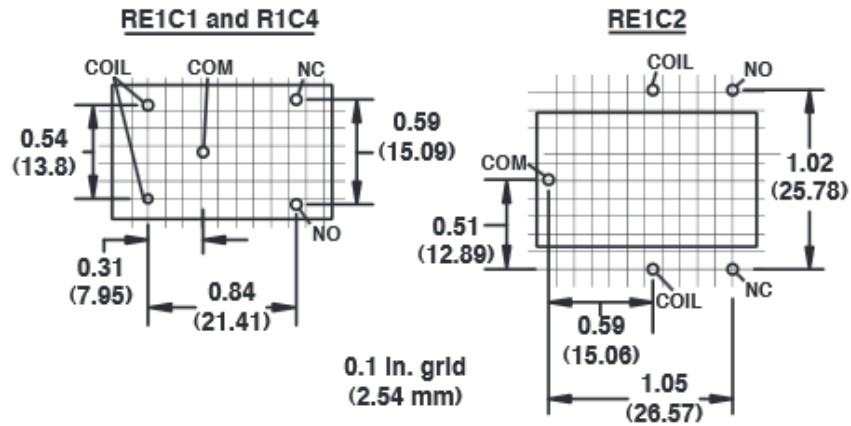 RE1C1 and R1C4
COIL
COM
NC
0.54
(13.8)
0.59
(15.09)
NO
0.31
(7.95)
0.84
(21.41)
RE1C2
COIL
NO
COM
1.02
(25.78)
0.51
(12.89)
COIL
NC
0.59
(15.06)
1.05
(26.57)
0.1 in. grid
(2.54 mm)